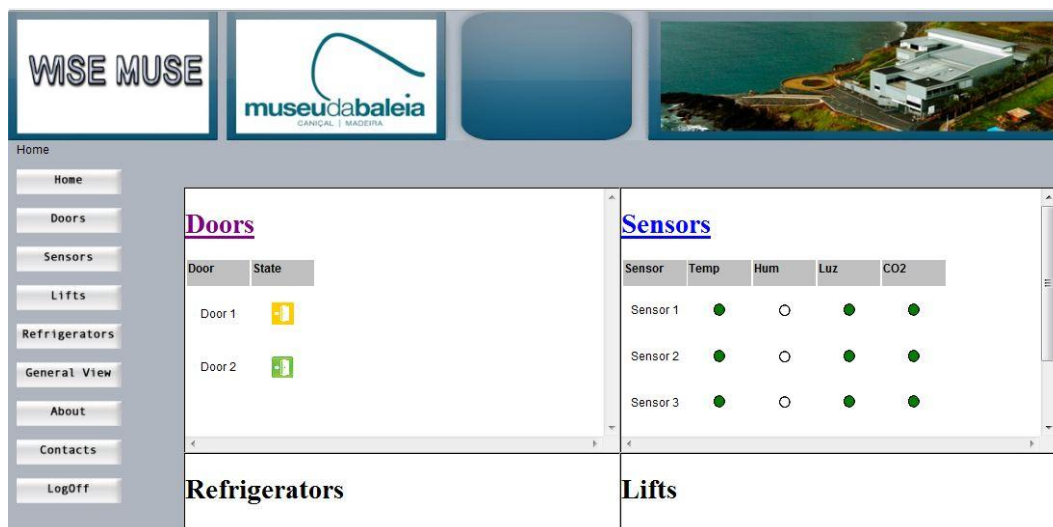 WISE MUSE
museudabaleia
CANIÇAL | MADEIRA
Home
Home
Doors
Sensors
Lifts
Refrigerators
General View
About
Contacts
LogOff
Doors
Door State
Door 1
Door 2
Sensors
Sensor Temp Hum Luz CO2
Sensor 1
Sensor 2
Sensor 3
Refrigerators
Lifts